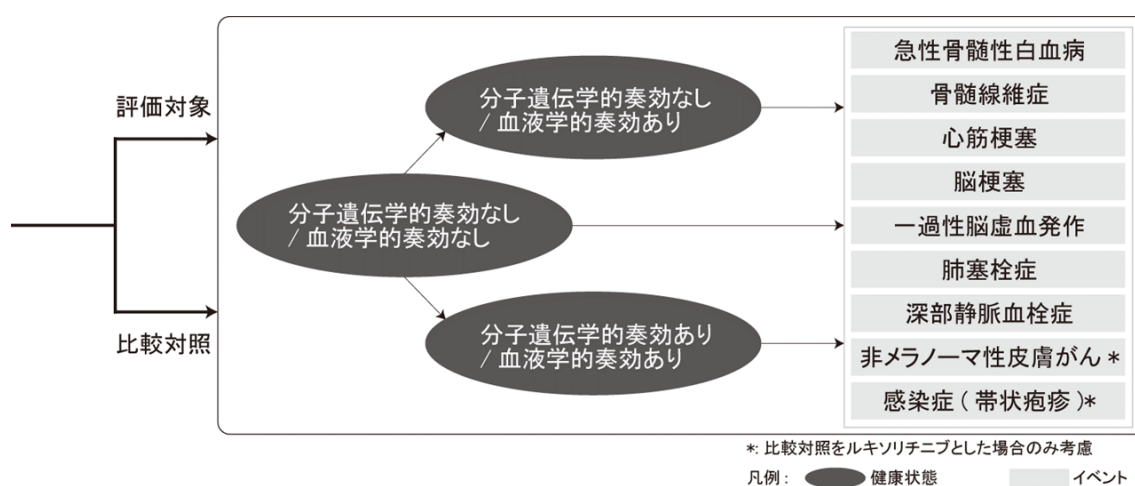 評価対象
比較対照
分子遺伝学的奏効なし
/ 血液学的奏効あり
分子遺伝学的奏効なし
/ 血液学的奏効なし
分子遺伝学的奏効あり
/ 血液学的奏効あり
急性骨髄性白血病
骨髄線維症
心筋梗塞
脳梗塞
一過性脳虚血発作
肺塞栓症
深部静脈血栓症
非メラノーマ性皮膚がん *
感染症 ( 帯状疱疹 )*
*: 比較対照をルキソリチニブとした場合のみ考慮
凡例 : 健康状態 イベント